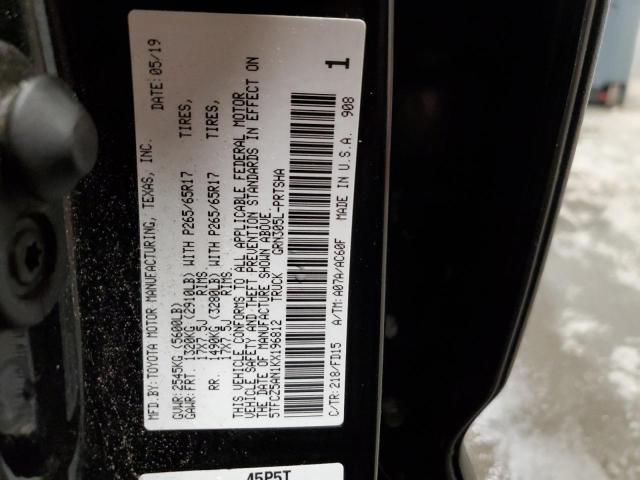 MFD.BY: TOYOTA MOTOR MANUFACTURING, TEXAS, INC. DATE: 05/19
GVWR: 2545KG (5600LB)
GAWR: FRT. 1320KG (2910LB) WITH P265/65R17 TIRES,
17X7.5J RIMS
RR. 1490KG (3280LB) WITH P265/65R17 TIRES,
17X7.5J RIMS
THIS VEHICLE CONFORMS TO ALL APPLICABLE FEDERAL MOTOR
VEHICLE SAFETY AND THEFT PREVENTION STANDARDS IN EFFECT ON
THE DATE OF MANUFACTURE SHOWN ABOVE.
5TFCZ5AN1KX196812 TRUCK GRN305L-PRTSHA
1
C/TR: 218/FD15 A/TM: A07A/AC60F MADE IN U.S.A. 908
45P5T